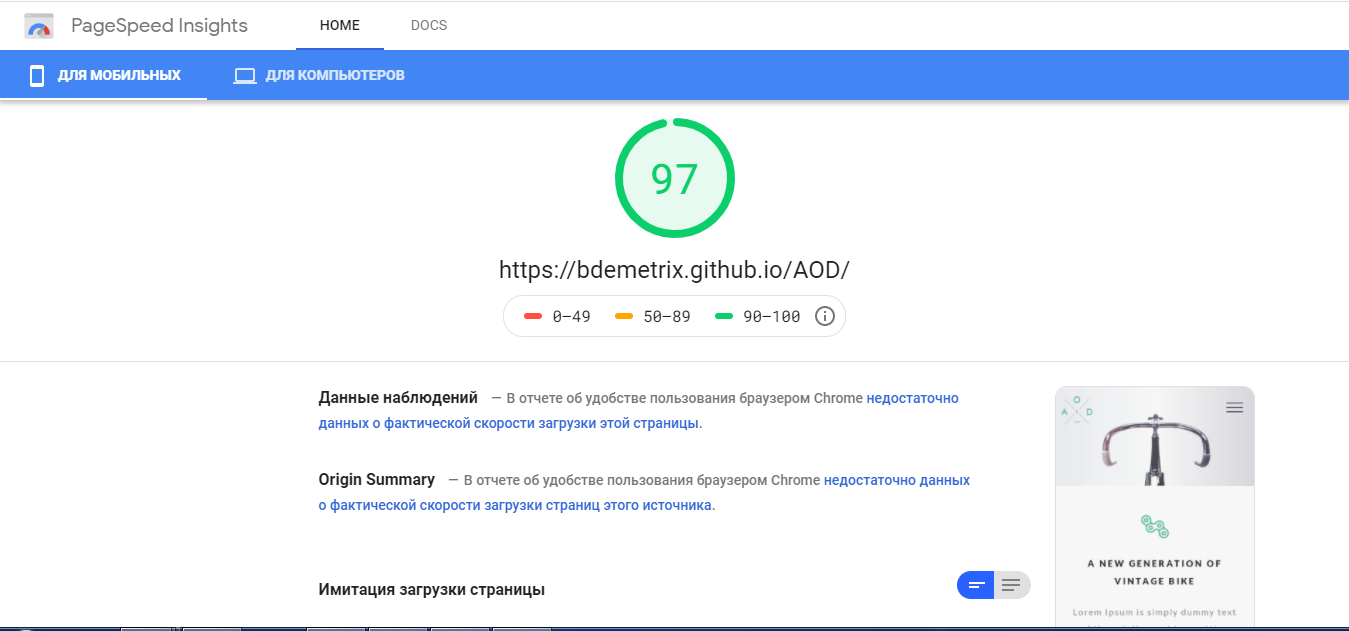 PageSpeed Insights
HOME
DOCS
ДЛЯ МОБИЛЬНЫХ
ДЛЯ КОМПЬЮТЕРОВ
97
https://bdemetrix.github.io/AOD/
0–49
50–89
90–100
Данные наблюдений — В отчете об удобстве пользования браузером Chrome недостаточно
данных о фактической скорости загрузки этой страницы.
Origin Summary — В отчете об удобстве пользования браузером Chrome недостаточно данных
о фактической скорости загрузки страниц этого источника.
Имитация загрузки страницы
A O D
A NEW GENERATION OF
VINTAGE BIKE
Lorem Ipsum is simply dummy text